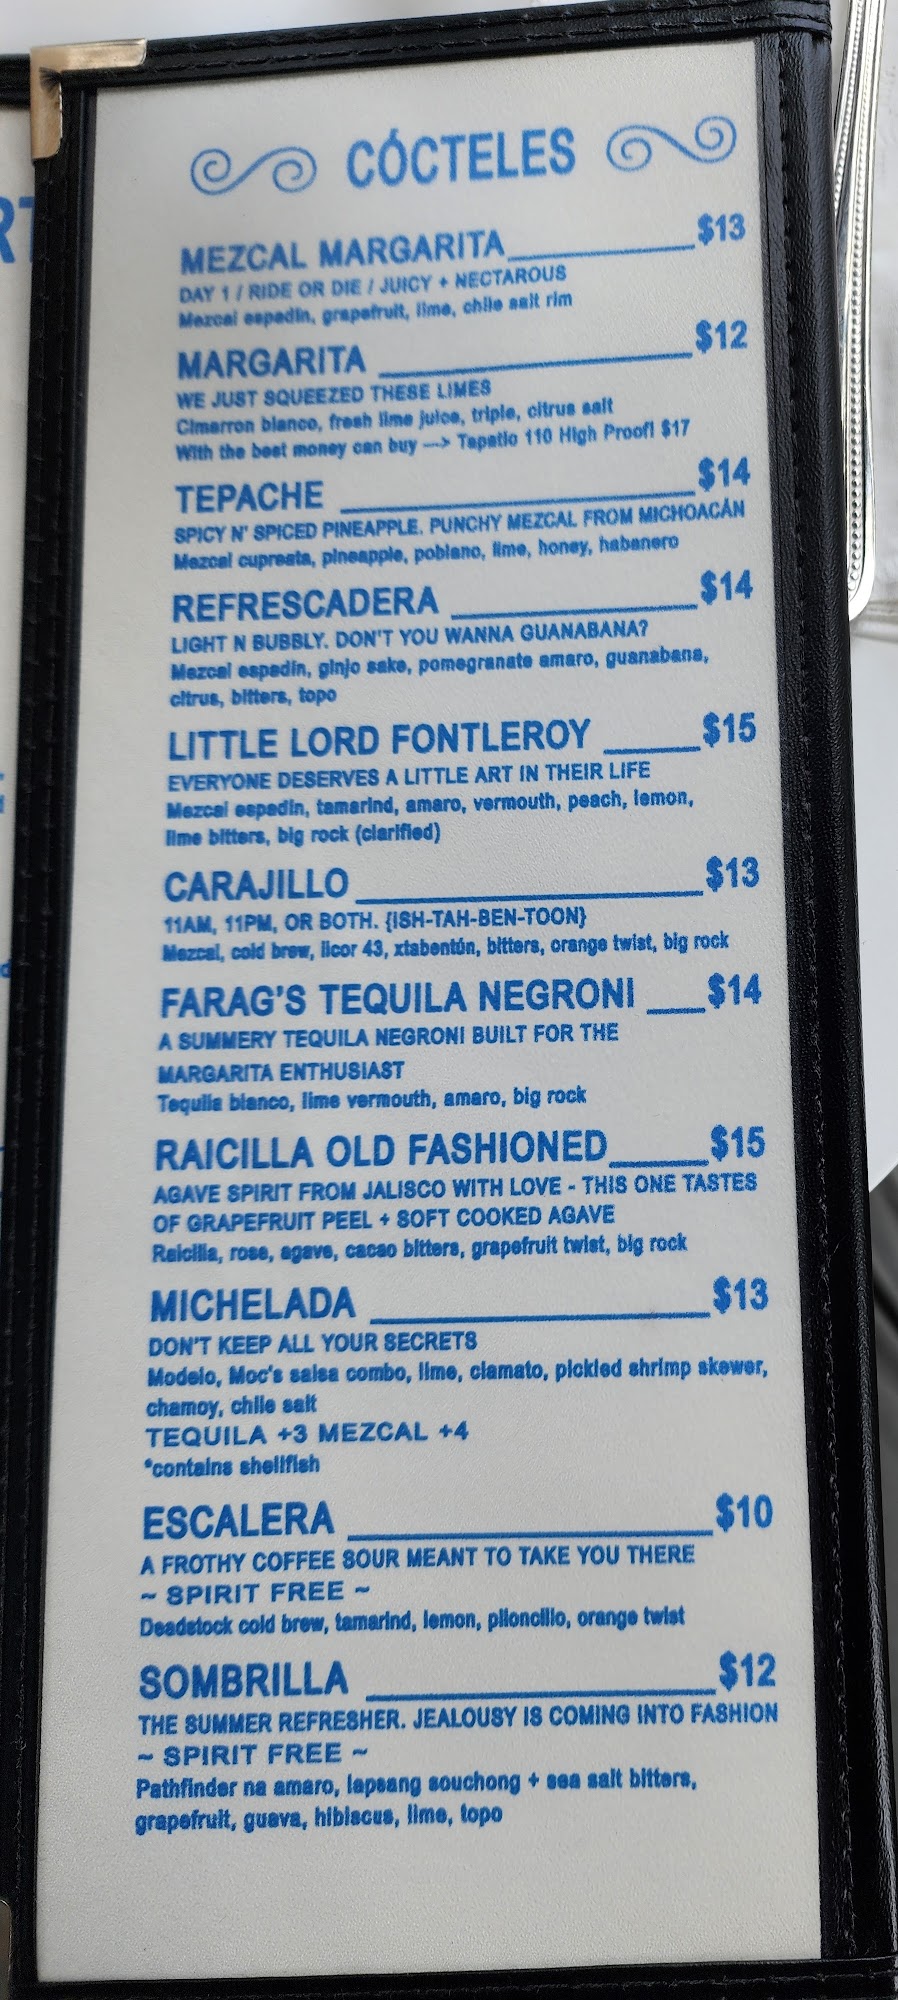 CÓCTELES
MEZCAL MARGARITA $13
DAY 1 / RIDE OR DIE / JUICY + NECTAROUS
Mezcal espadin, grapefruit, lime, chile salt rim
MARGARITA $12
WE JUST SQUEEZED THESE LIMES
Cimarron blanco, fresh lime juice, triple, citrus salt
With the best money can buy ---> Tapatio 110 High Proof! $17
TEPACHE $14
SPICY N' SPICED PINEAPPLE. PUNCHY MEZCAL FROM MICHOACÁN
Mezcal cupreata, pineapple, poblano, lime, honey, habanero
REFRESCADERA $14
LIGHT N BUBBLY. DON'T YOU WANNA GUANABANA?
Mezcal espadin, ginjo sake, pomegranate amaro, guanabana,
citrus, bitters, topo
LITTLE LORD FONTLEROY $15
EVERYONE DESERVES A LITTLE ART IN THEIR LIFE
Mezcal espadin, tamarind, amaro, vermouth, peach, lemon,
lime bitters, big rock (clarified)
CARAJILLO $13
11AM, 11PM, OR BOTH. {ISH-TAH-BEN-TOON}
Mezcal, cold brew, licor 43, xtabentún, bitters, orange twist, big rock
FARAG'S TEQUILA NEGRONI $14
A SUMMERY TEQUILA NEGRONI BUILT FOR THE
MARGARITA ENTHUSIAST
Tequila blanco, lime vermouth, amaro, big rock
RAICILLA OLD FASHIONED $15
AGAVE SPIRIT FROM JALISCO WITH LOVE - THIS ONE TASTES
OF GRAPEFRUIT PEEL + SOFT COOKED AGAVE
Raicilla, rose, agave, cacao bitters, grapefruit twist, big rock
MICHELADA $13
DON'T KEEP ALL YOUR SECRETS
Modelo, Moc's salsa combo, lime, clamato, pickled shrimp skewer,
chamoy, chile salt
TEQUILA +3 MEZCAL +4
*contains shellfish
ESCALERA $10
A FROTHY COFFEE SOUR MEANT TO TAKE YOU THERE
~ SPIRIT FREE ~
Deadstock cold brew, tamarind, lemon, piloncillo, orange twist
SOMBRILLA $12
THE SUMMER REFRESHER. JEALOUSY IS COMING INTO FASHION
~ SPIRIT FREE ~
Pathfinder na amaro, lapsang souchong + sea salt bitters,
grapefruit, guava, hibiscus, lime, topo